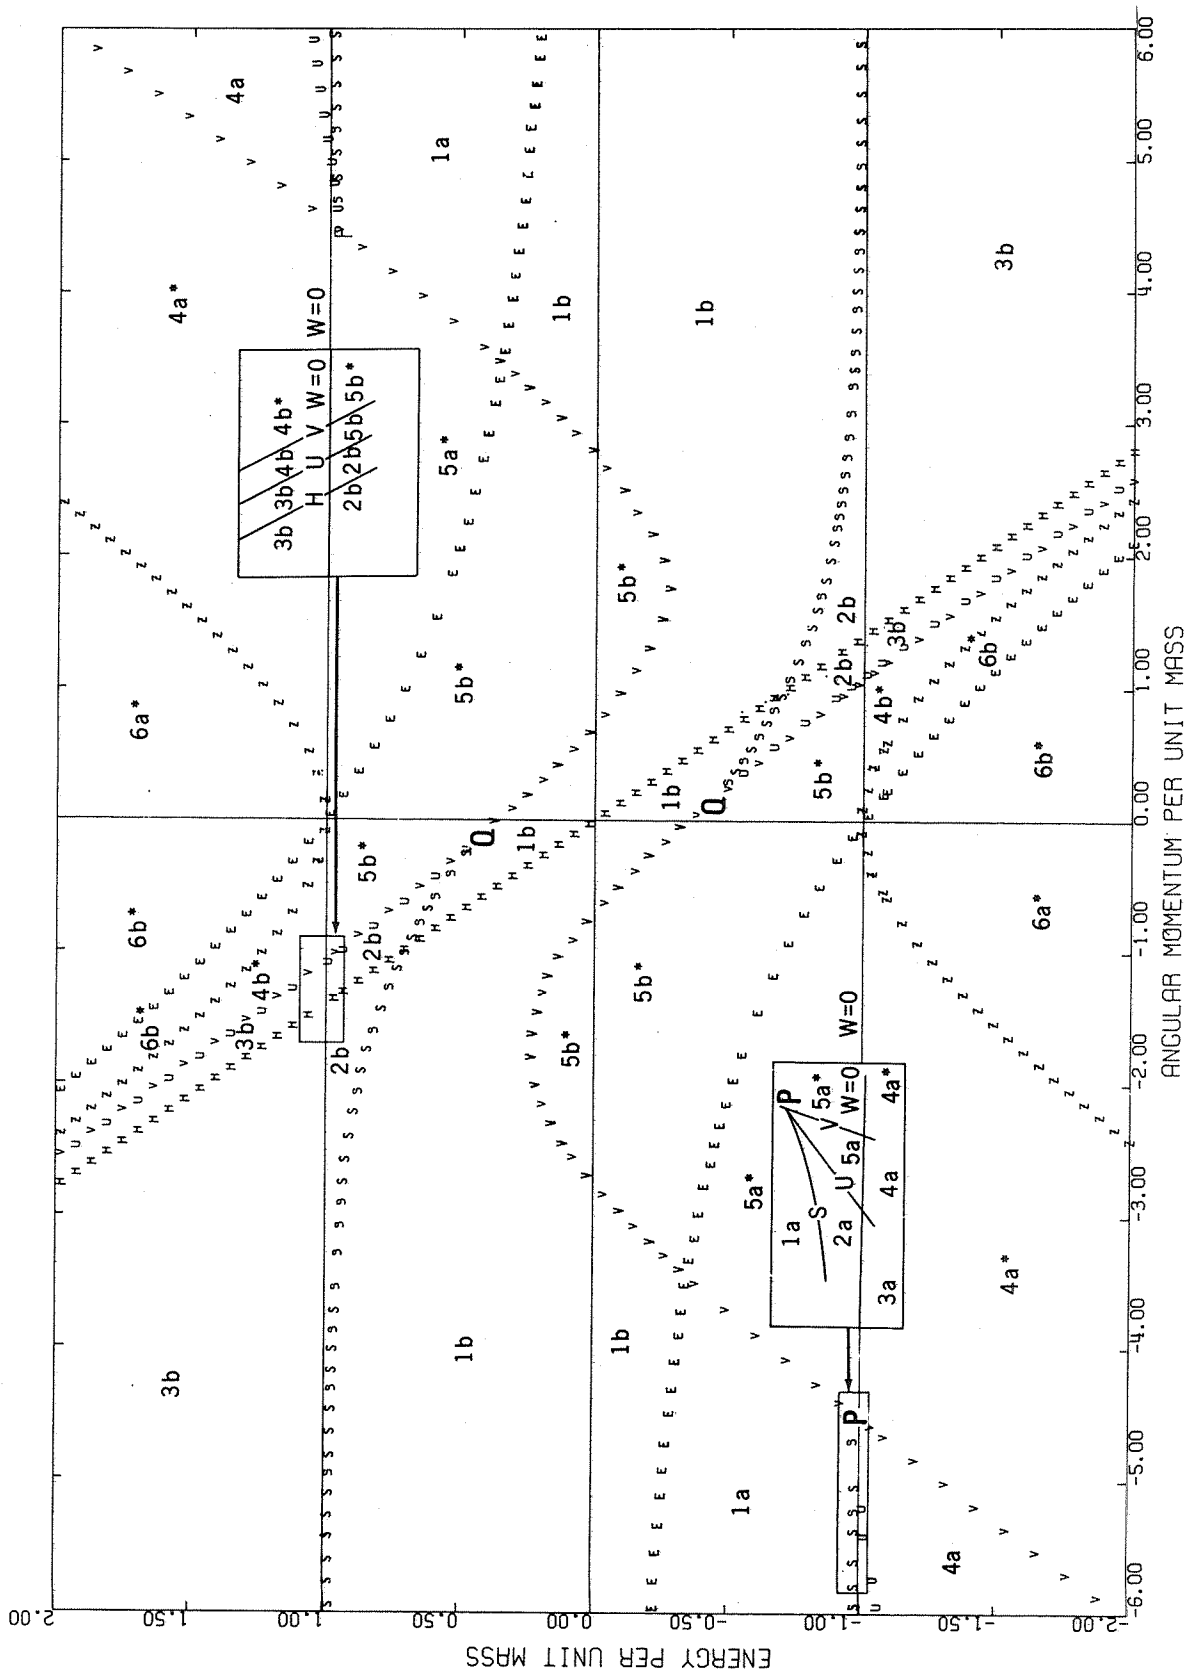 ENERGY PER UNIT MASS
2.00
1.50
1.00
0.50
0.00
-0.50
-1.00
-1.50
-2.00
ANGULAR MOMENTUM PER UNIT MASS
-6.00
-5.00
-4.00
-3.00
-2.00
-1.00
0.00
1.00
2.00
3.00
4.00
5.00
6.00
3b
1b
1b
1a
4a
2b
3b
4b*
6b*
6b*
2b
5b*
1b
Q
5b*
5b*
5a*
4a*
6a*
6a*
4a*
4a
1a
1b
1b
5a*
5b*
5b*
1b
Q
5b*
2b
2b
3b
4b*
6b*
6b*
3b
P
P
3b 3b 4b 4b*
H U V W=0 W=0
2b 2b 5b 5b*
1a S P
2a U 5a V 5a*
W=0 W=0
3a 4a 4a*